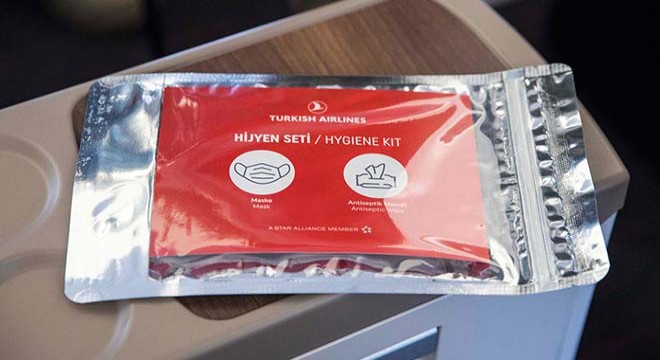 TURKISH AIRLINES
HİJYEN SETİ / HYGIENE KIT
Maske
Mask
Antiseptik Mendil
Antiseptic Wipe
A STAR ALLIANCE MEMBER